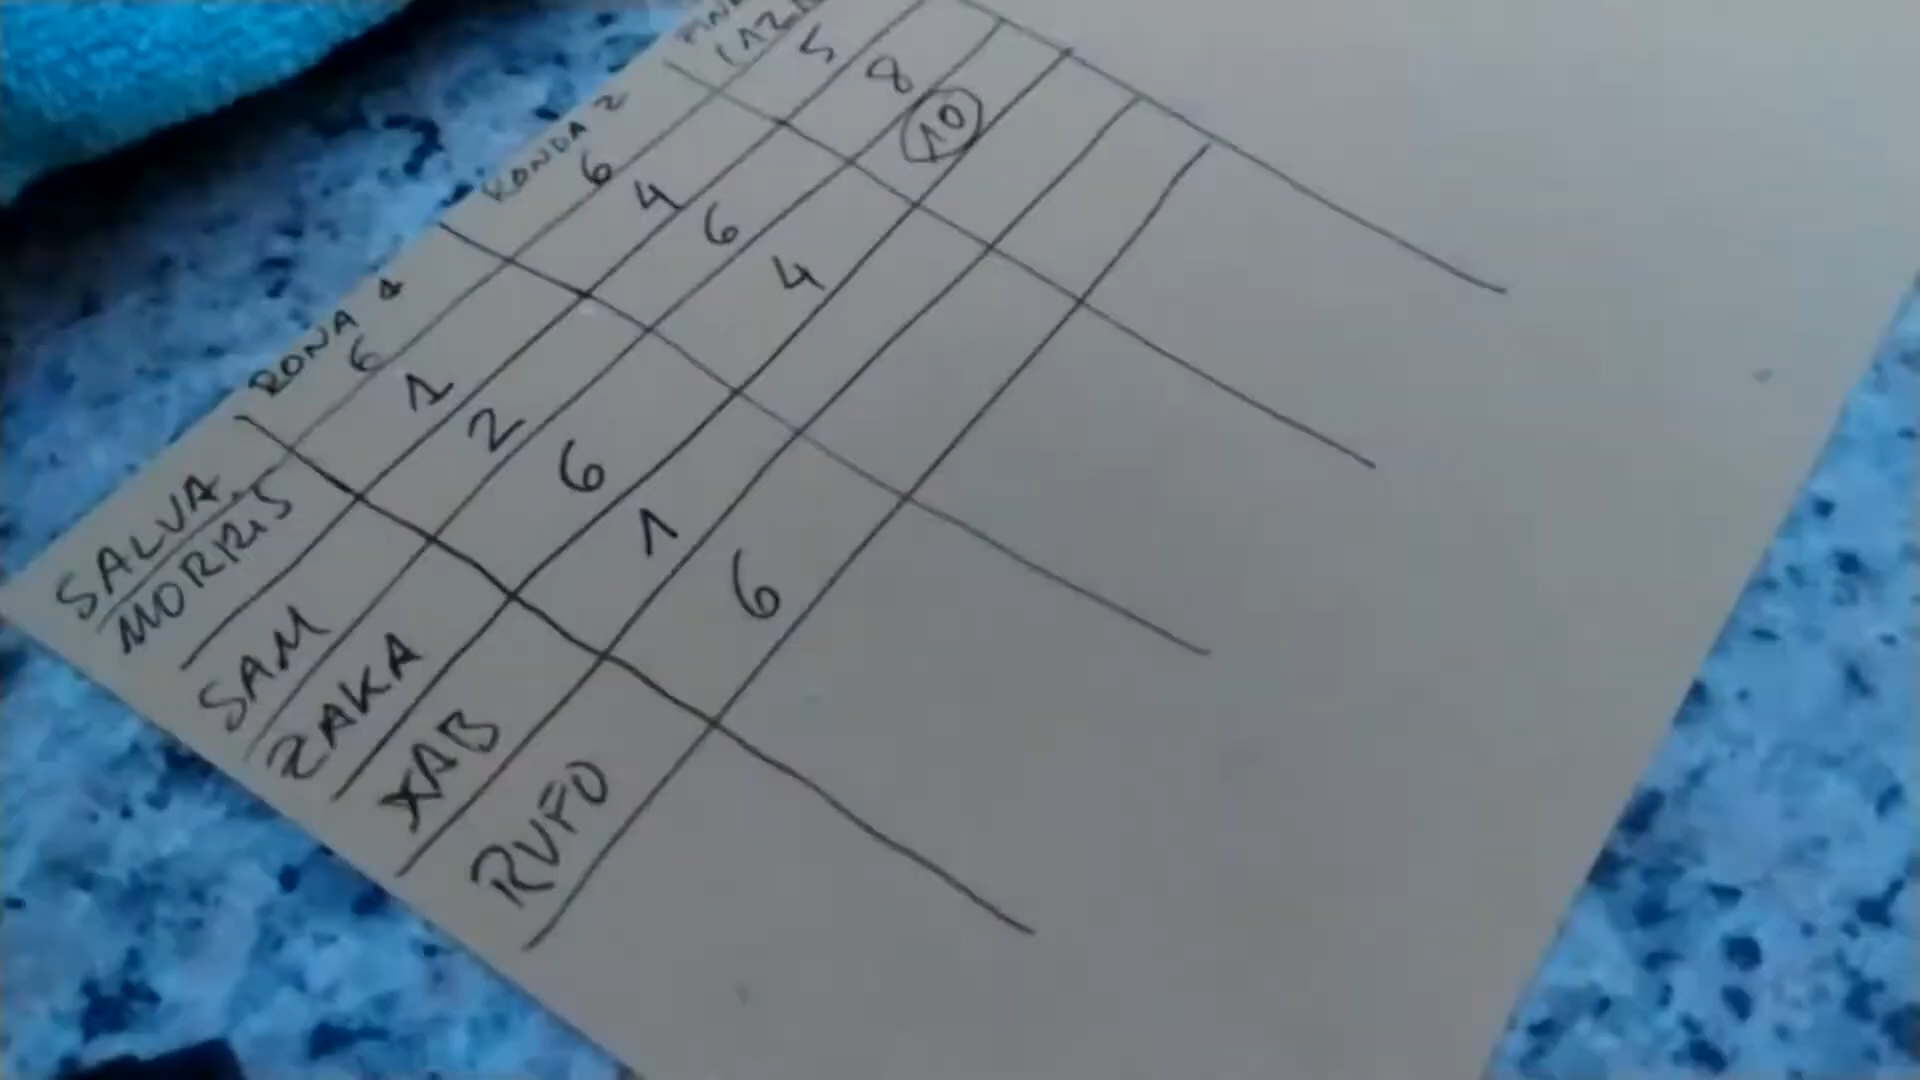 RONA 1 RONDA 2
SALVA 6 6
MORRIS 1 4 5
SAM 2 6 8
ZAKA 6 4 10
XAB 1
RUFO 6